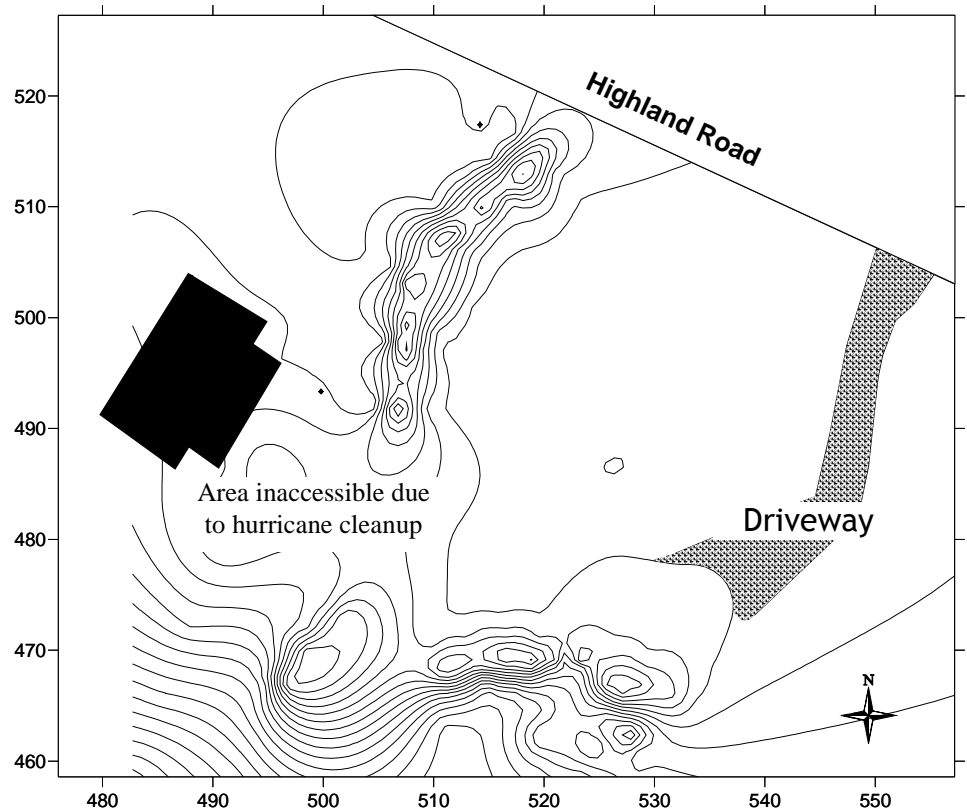 520
Highland Road
510
500
490
Area inaccessible due
to hurricane cleanup
Driveway
480
470
N
460
480 490 500 510 520 530 540 550